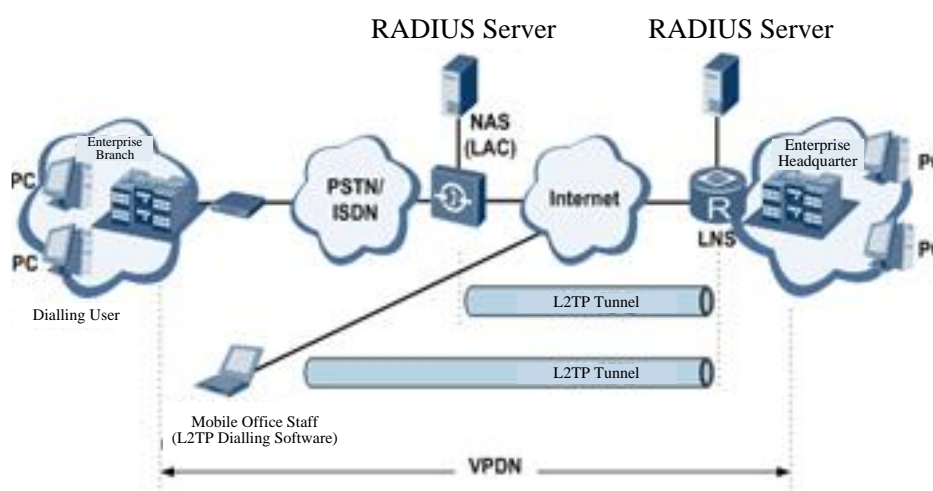 RADIUS Server
RADIUS Server
NAS
(LAC)
Enterprise
Branch
Enterprise
Headquarter
PC
PSTN/
ISDN
Internet
R
LNS
PC
Dialling User
L2TP Tunnel
L2TP Tunnel
Mobile Office Staff
(L2TP Dialling Software)
VPDN